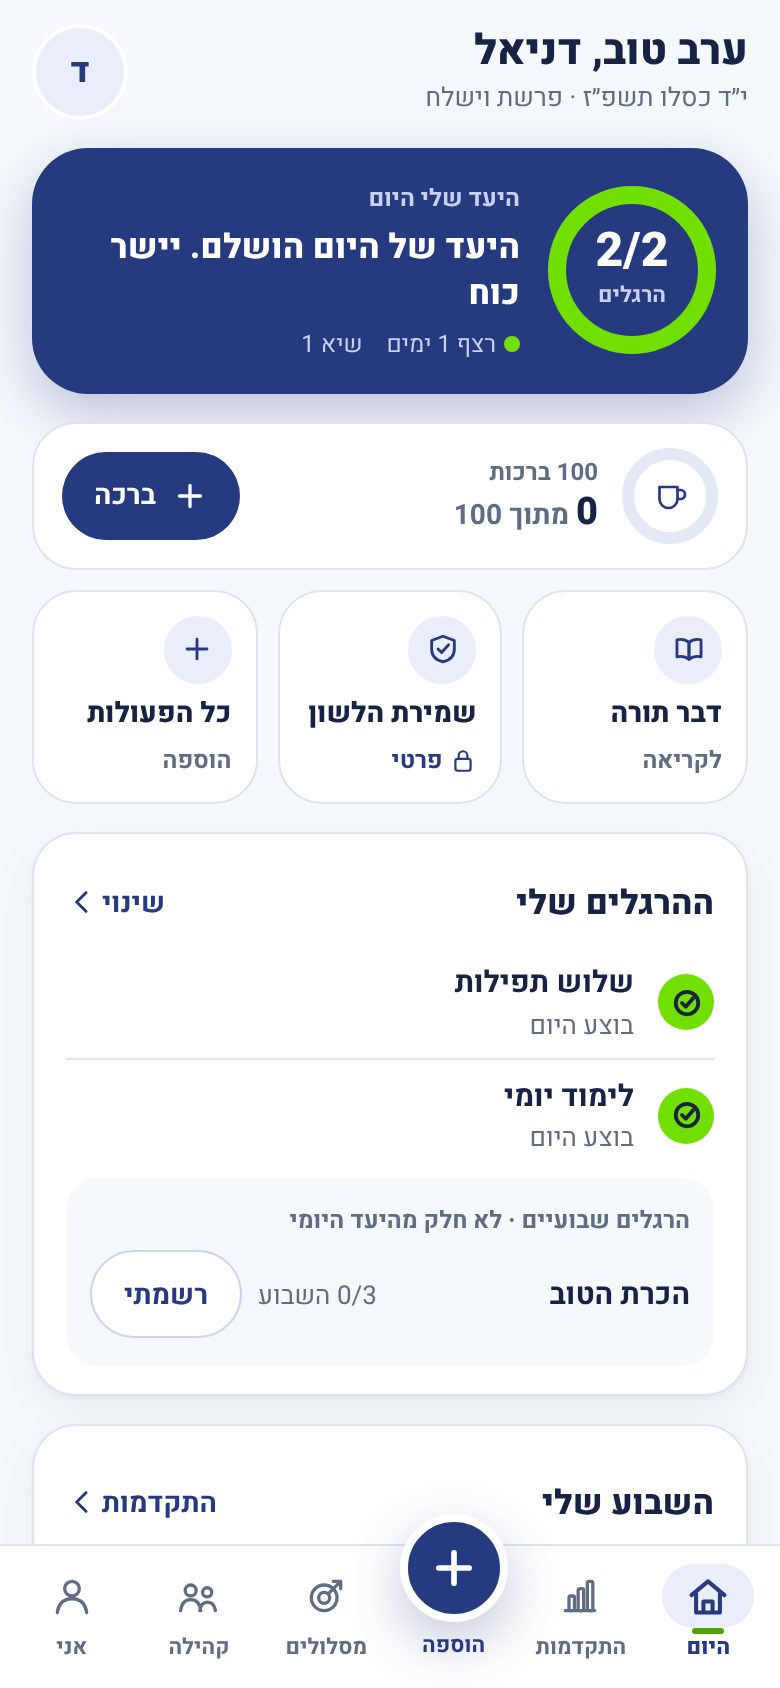 ערב טוב, דניאל
ד
י״ד כסלו תשפ״ז · פרשת וישלח
היעד שלי היום
היעד של היום הושלם. יישר
כוח
2/2
הרגלים
רצף 1 ימים
שיא 1
100 ברכות
0 מתוך 100
ברכה
דבר תורה
לקריאה
שמירת הלשון
פרטי
כל הפעולות
הוספה
ההרגלים שלי
שינוי
שלוש תפילות
בוצע היום
לימוד יומי
בוצע היום
הרגלים שבועיים · לא חלק מהיעד היומי
הכרת הטוב
0/3 השבוע
רשמתי
השבוע שלי
התקדמות
היום
התקדמות
הוספה
מסלולים
קהילה
אני